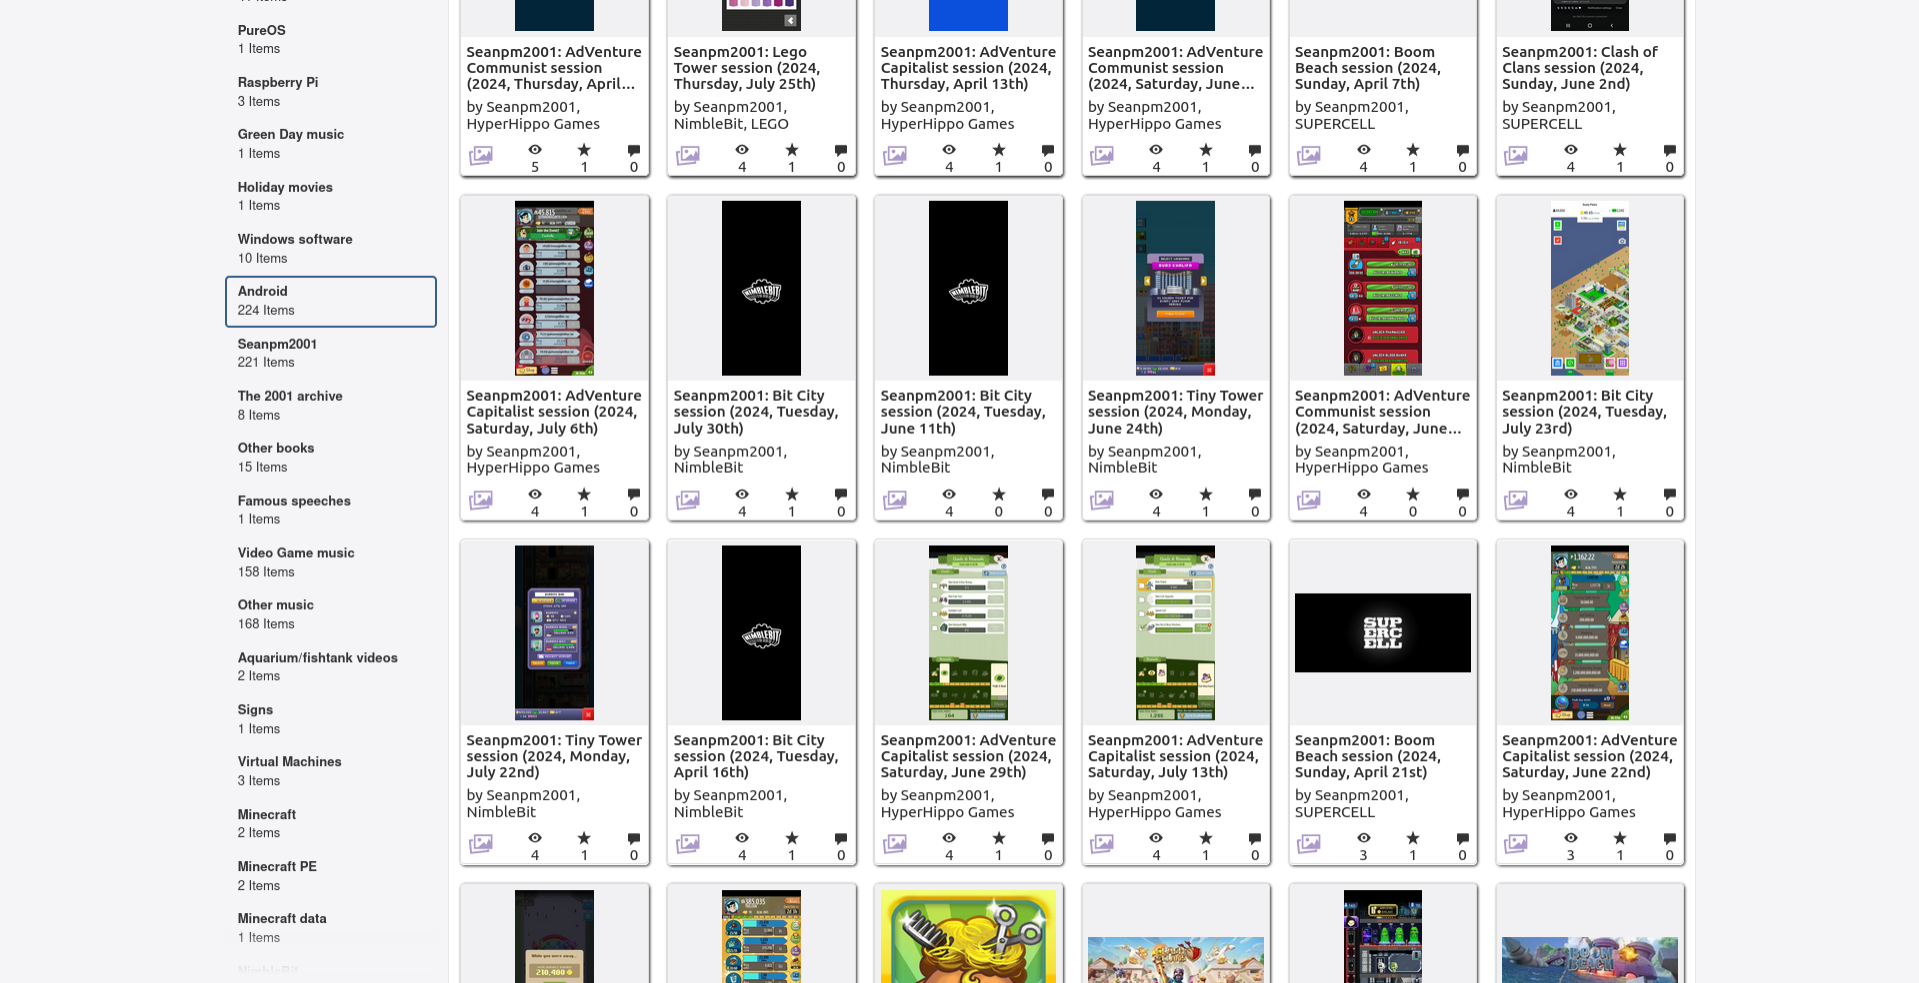 PureOS
1 Items
Raspberry Pi
3 Items
Green Day music
1 Items
Holiday movies
1 Items
Windows software
10 Items
Android
224 Items
Seanpm2001
221 Items
The 2001 archive
8 Items
Other books
15 Items
Famous speeches
1 Items
Video Game music
158 Items
Other music
168 Items
Aquarium/fishtank videos
2 Items
Signs
1 Items
Virtual Machines
3 Items
Minecraft
2 Items
Minecraft PE
2 Items
Minecraft data
1 Items
Seanpm2001: AdVenture
Communist session
(2024, Thursday, April...
by Seanpm2001,
HyperHippo Games
5 1 0
Seanpm2001: Lego
Tower session (2024,
Thursday, July 25th)
by Seanpm2001,
NimbleBit, LEGO
4 1 0
Seanpm2001: AdVenture
Capitalist session (2024,
Thursday, April 13th)
by Seanpm2001,
HyperHippo Games
4 1 0
Seanpm2001: AdVenture
Communist session
(2024, Saturday, June...
by Seanpm2001,
HyperHippo Games
4 1 0
Seanpm2001: Boom
Beach session (2024,
Sunday, April 7th)
by Seanpm2001,
SUPERCELL
4 1 0
Seanpm2001: Clash of
Clans session (2024,
Sunday, June 2nd)
by Seanpm2001,
SUPERCELL
4 1 0
Seanpm2001: AdVenture
Capitalist session (2024,
Saturday, July 6th)
by Seanpm2001,
HyperHippo Games
4 1 0
NIMBLEBIT
Seanpm2001: Bit City
session (2024, Tuesday,
July 30th)
by Seanpm2001,
NimbleBit
4 1 0
NIMBLEBIT
Seanpm2001: Bit City
session (2024, Tuesday,
June 11th)
by Seanpm2001,
NimbleBit
4 0 0
Seanpm2001: Tiny Tower
session (2024, Monday,
June 24th)
by Seanpm2001,
NimbleBit
4 1 0
Seanpm2001: AdVenture
Communist session
(2024, Saturday, June...
by Seanpm2001,
HyperHippo Games
4 0 0
Seanpm2001: Bit City
session (2024, Tuesday,
July 23rd)
by Seanpm2001,
NimbleBit
4 1 0
Seanpm2001: Tiny Tower
session (2024, Monday,
July 22nd)
by Seanpm2001,
NimbleBit
4 1 0
NIMBLEBIT
Seanpm2001: Bit City
session (2024, Tuesday,
April 16th)
by Seanpm2001,
NimbleBit
4 1 0
Seanpm2001: AdVenture
Capitalist session (2024,
Saturday, June 29th)
by Seanpm2001,
HyperHippo Games
4 1 0
Seanpm2001: AdVenture
Capitalist session (2024,
Saturday, July 13th)
by Seanpm2001,
HyperHippo Games
4 1 0
SUP
ERC
ELL
Seanpm2001: Boom
Beach session (2024,
Sunday, April 21st)
by Seanpm2001,
SUPERCELL
3 1 0
Seanpm2001: AdVenture
Capitalist session (2024,
Saturday, June 22nd)
by Seanpm2001,
HyperHippo Games
3 1 0
210,400
BOOM
BEACH